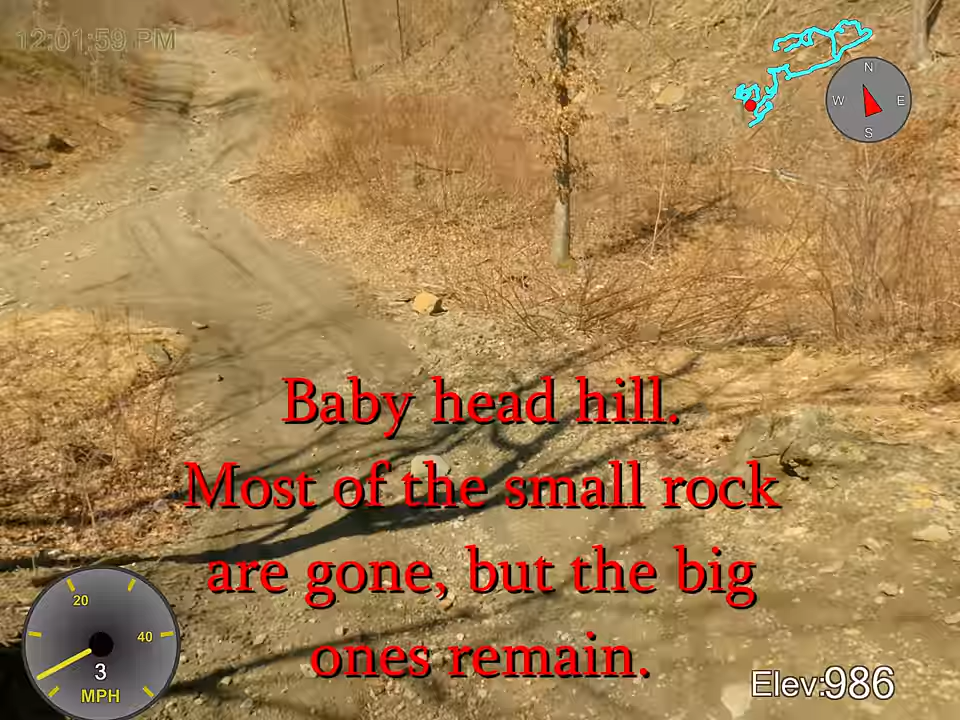 12:01:59 PM
N
W E
S
Baby head hill.
Most of the small rock
are gone, but the big
ones remain.
20
40
3
MPH
Elev:986